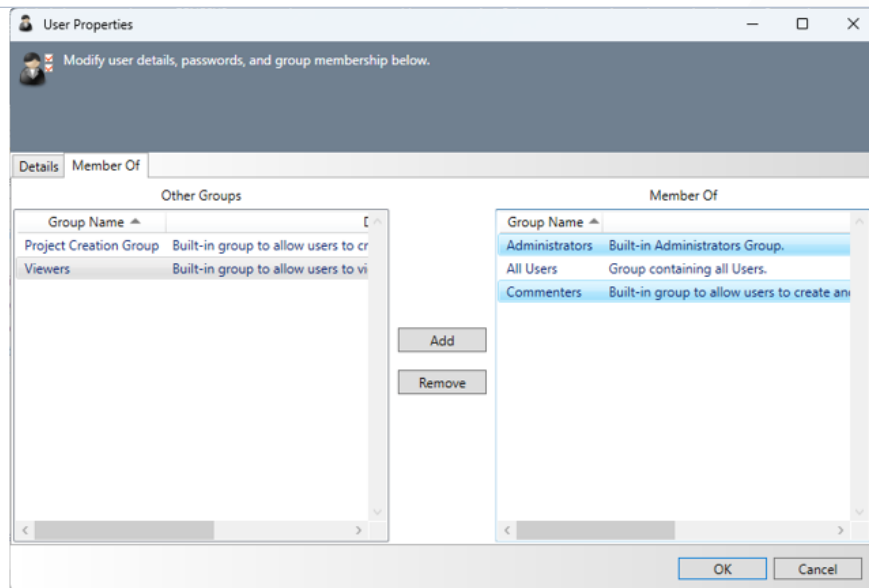 User Properties
Modify user details, passwords, and group membership below.
Details Member Of
Other Groups
Group Name
Project Creation Group Built-in group to allow users to cr
Viewers Built-in group to allow users to vi
Add
Remove
Member Of
Group Name
Administrators Built-in Administrators Group.
All Users Group containing all Users.
Commenters Built-in group to allow users to create an
OK Cancel